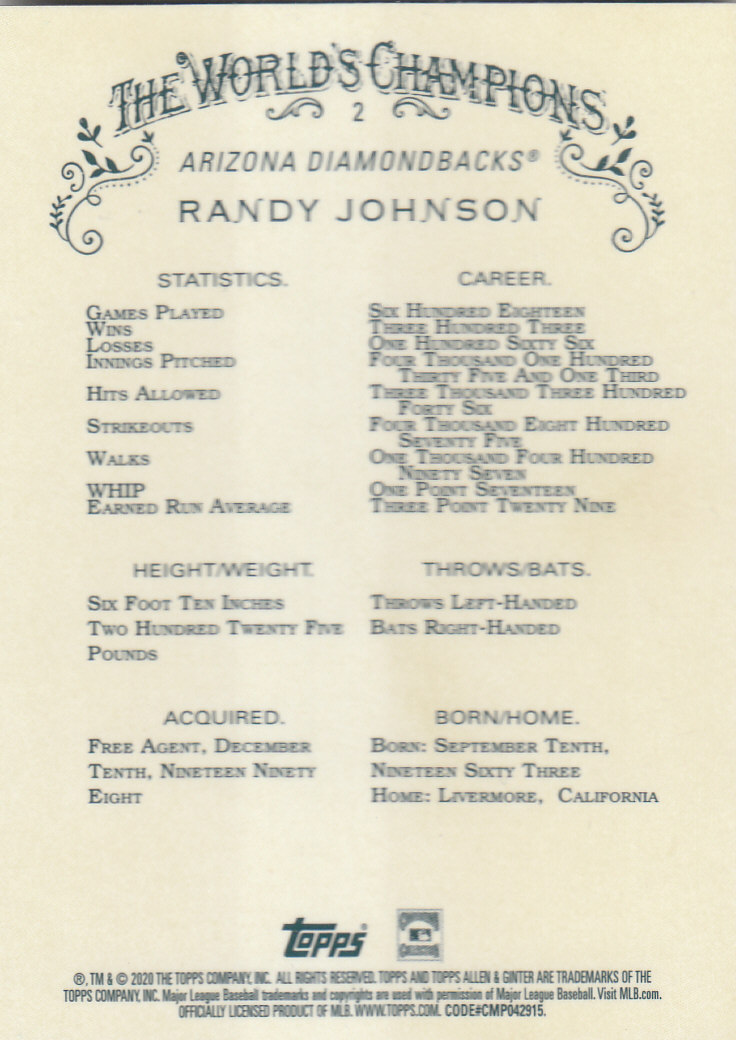 THE WORLD'S CHAMPIONS
2
ARIZONA DIAMONDBACKS®
RANDY JOHNSON
STATISTICS. CAREER.
GAMES PLAYED SIX HUNDRED EIGHTEEN
WINS THREE HUNDRED THREE
LOSSES ONE HUNDRED SIXTY SIX
INNINGS PITCHED FOUR THOUSAND ONE HUNDRED
THIRTY FIVE AND ONE THIRD
HITS ALLOWED THREE THOUSAND THREE HUNDRED
FORTY SIX
STRIKEOUTS FOUR THOUSAND EIGHT HUNDRED
SEVENTY FIVE
WALKS ONE THOUSAND FOUR HUNDRED
NINETY SEVEN
WHIP ONE POINT SEVENTEEN
EARNED RUN AVERAGE THREE POINT TWENTY NINE
HEIGHT/WEIGHT. THROWS/BATS.
SIX FOOT TEN INCHES THROWS LEFT-HANDED
TWO HUNDRED TWENTY FIVE BATS RIGHT-HANDED
POUNDS
ACQUIRED. BORN/HOME.
FREE AGENT, DECEMBER BORN: SEPTEMBER TENTH,
TENTH, NINETEEN NINETY NINETEEN SIXTY THREE
EIGHT HOME: LIVERMORE, CALIFORNIA
TOPPS®
®, TM & © 2020 THE TOPPS COMPANY, INC. ALL RIGHTS RESERVED. TOPPS AND TOPPS ALLEN & GINTER ARE TRADEMARKS OF THE
TOPPS COMPANY, INC. Major League Baseball trademarks and copyrights are used with permission of Major League Baseball. Visit MLB.com.
OFFICIALLY LICENSED PRODUCT OF MLB. WWW.TOPPS.COM. CODE#CMP042915.